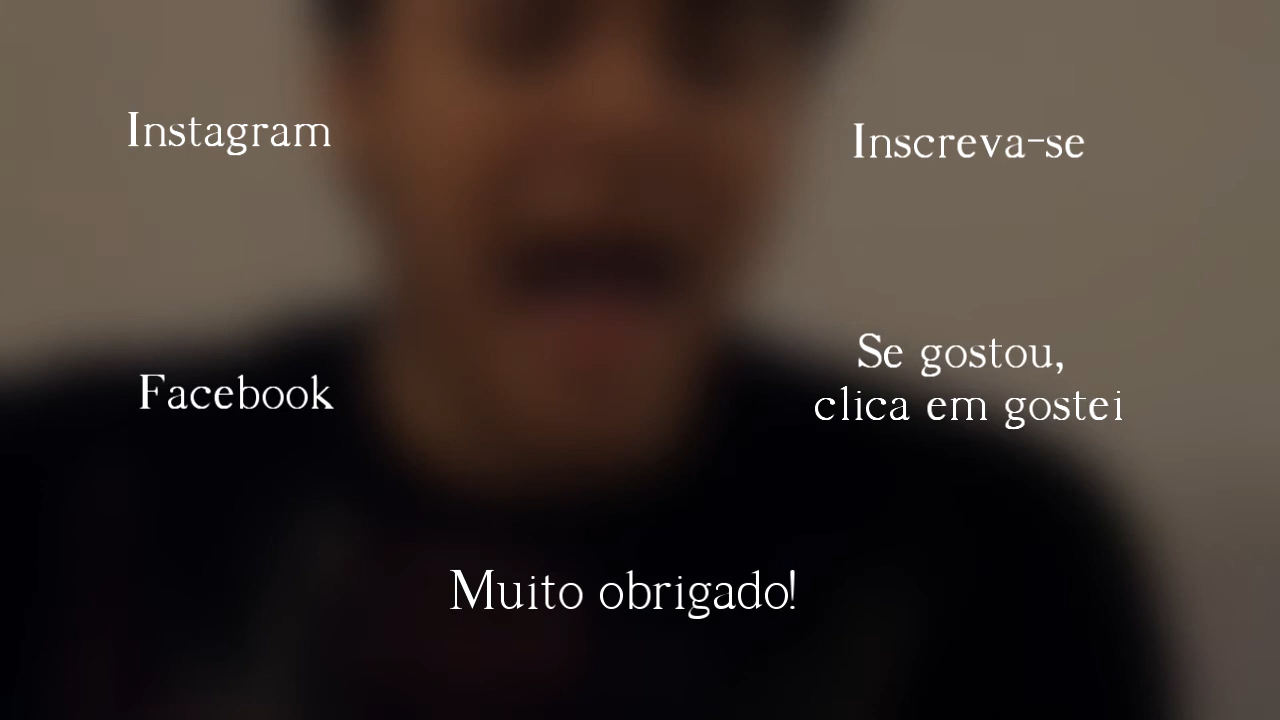 Instagram
Inscreva-se
Se gostou,
clica em gostei
Facebook
Muito obrigado!